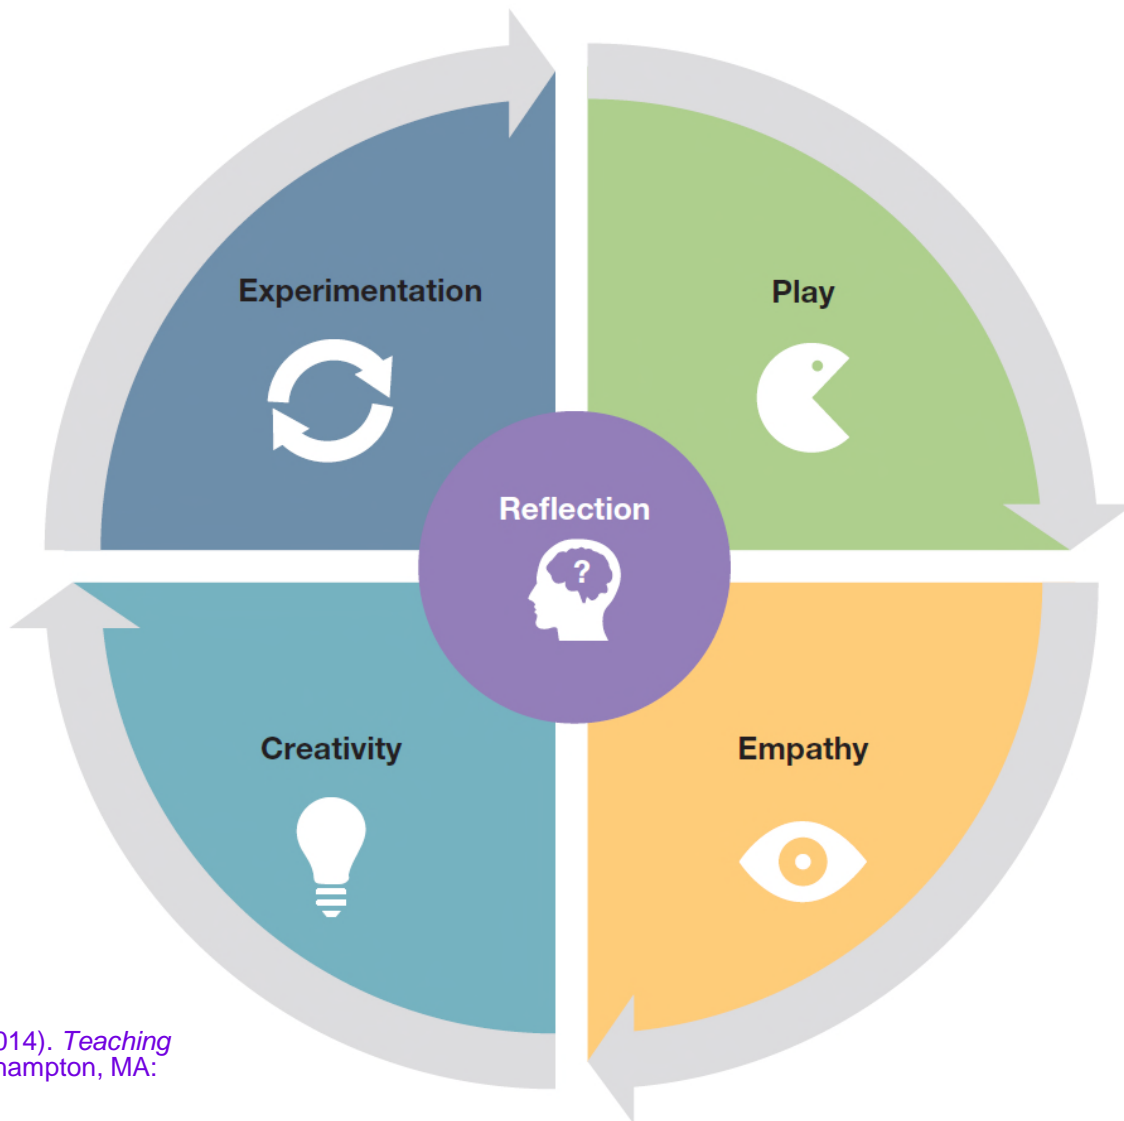 Experimentation
Play
Reflection
?
Creativity
Empathy
014). Teaching
hampton, MA: